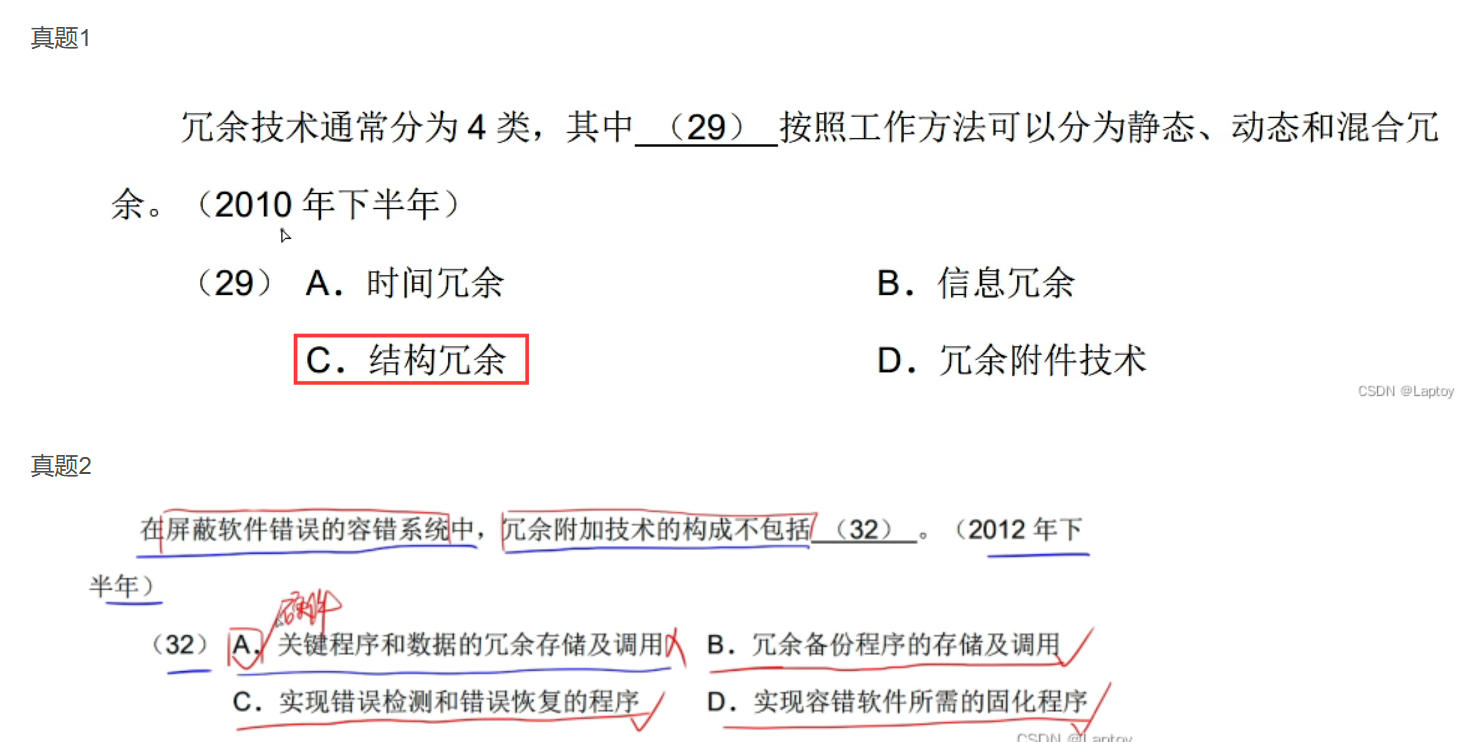 真题1
冗余技术通常分为 4 类，其中 （29） 按照工作方法可以分为静态、动态和混合冗
余。（2010 年下半年）
（29） A．时间冗余 B．信息冗余
C．结构冗余 D．冗余附件技术
CSDN @Laptoy
真题2
在屏蔽软件错误的容错系统中，冗余附加技术的构成不包括 （32） 。（2012 年下
半年）
硬件
（32） A．关键程序和数据的冗余存储及调用 B．冗余备份程序的存储及调用
C．实现错误检测和错误恢复的程序 D．实现容错软件所需的固化程序
CSDN @Laptoy